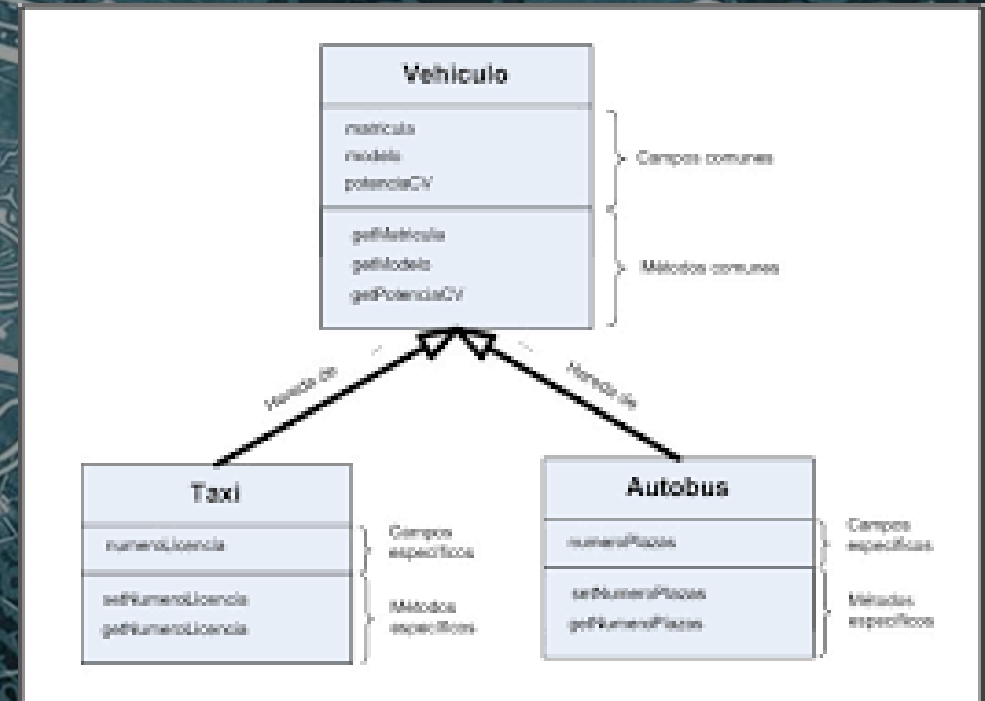 Vehiculo
matricula
modelo
potenciaCV
Campos comunes
getMatricula
getModelo
getPotenciaCV
Métodos comunes
Hereda de
Hereda de
Taxi
numeroLicencia
Campos
específicos
setNumeroLicencia
getNumeroLicencia
Métodos
específicos
Autobus
numeroPlazas
Campos
específicos
setNumeroPlazas
getNumeroPlazas
Métodos
específicos